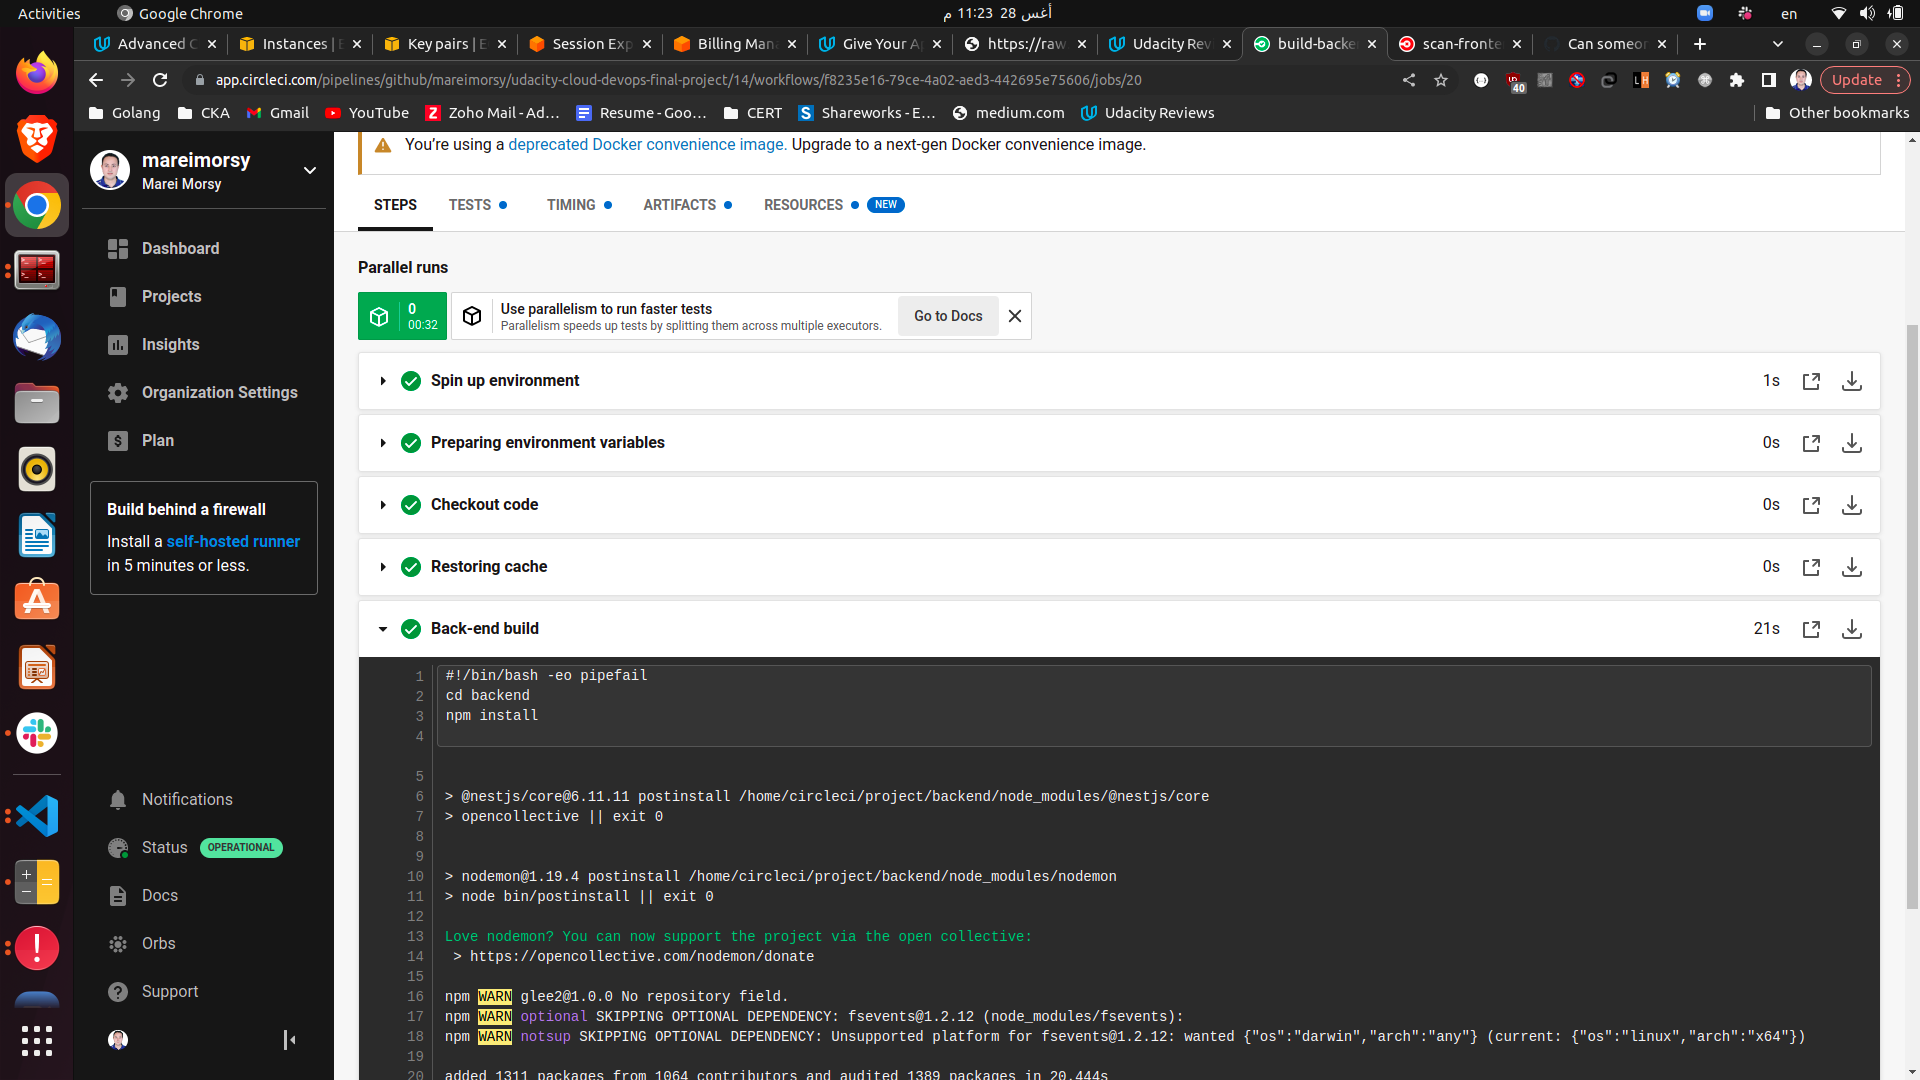 Activities
Google Chrome
أغس 28  11:23 م
en
Advanced C
Instances | E
Key pairs | E
Session Exp
Billing Mana
Give Your A
https://raw
Udacity Rev
build-backe
scan-fronte
Can someon
app.circleci.com/pipelines/github/mareimorsy/udacity-cloud-devops-final-project/14/workflows/f8235e16-79ce-4a02-aed3-442695e75606/jobs/20
40
Update
Golang
CKA
Gmail
YouTube
Zoho Mail - Ad…
Resume - Goo…
CERT
Shareworks - E…
medium.com
Udacity Reviews
Other bookmarks
mareimorsy
Marei Morsy
Dashboard
Projects
Insights
Organization Settings
Plan
Build behind a firewall
Install a self-hosted runner
in 5 minutes or less.
Notifications
Status OPERATIONAL
Docs
Orbs
Support
You’re using a deprecated Docker convenience image. Upgrade to a next-gen Docker convenience image.
STEPS
TESTS
TIMING
ARTIFACTS
RESOURCES NEW
Parallel runs
0
00:32
Use parallelism to run faster tests
Parallelism speeds up tests by splitting them across multiple executors.
Go to Docs
Spin up environment 1s
Preparing environment variables 0s
Checkout code 0s
Restoring cache 0s
Back-end build 21s
1 #!/bin/bash -eo pipefail
2 cd backend
3 npm install
4
5
6 > @nestjs/core@6.11.11 postinstall /home/circleci/project/backend/node_modules/@nestjs/core
7 > opencollective || exit 0
8
9
10 > nodemon@1.19.4 postinstall /home/circleci/project/backend/node_modules/nodemon
11 > node bin/postinstall || exit 0
12
13 Love nodemon? You can now support the project via the open collective:
14 > https://opencollective.com/nodemon/donate
15
16 npm WARN glee2@1.0.0 No repository field.
17 npm WARN optional SKIPPING OPTIONAL DEPENDENCY: fsevents@1.2.12 (node_modules/fsevents):
18 npm WARN notsup SKIPPING OPTIONAL DEPENDENCY: Unsupported platform for fsevents@1.2.12: wanted {"os":"darwin","arch":"any"} (current: {"os":"linux","arch":"x64"})
19
20 added 1311 packages from 1064 contributors and audited 1389 packages in 20.444s